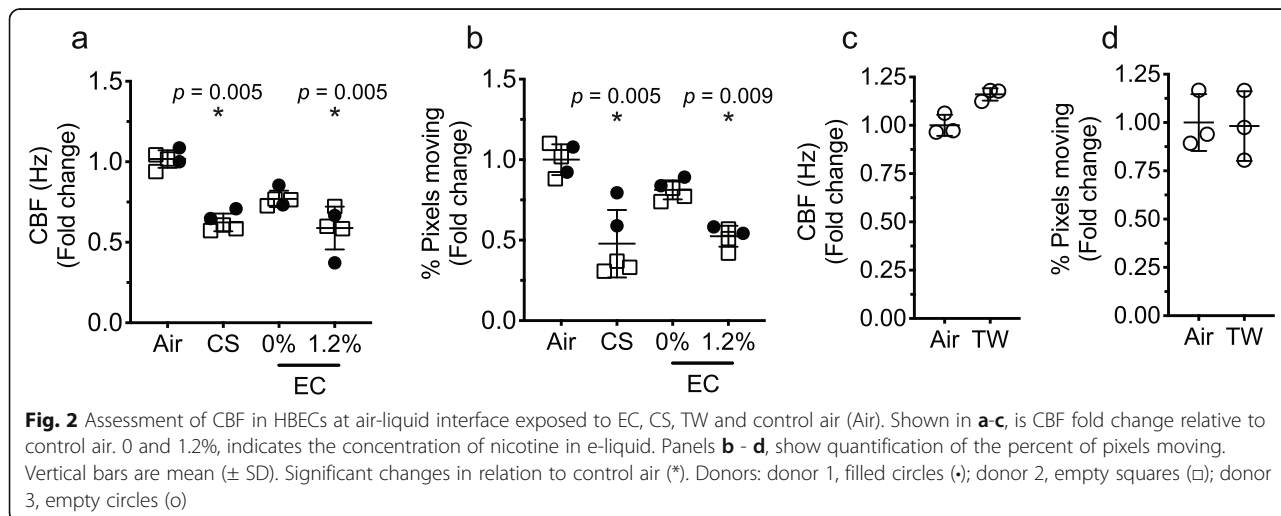 a
b
c
d
CBF (Hz)
(Fold change)
1.5
1.0
0.5
0.0
p = 0.005
*
p = 0.005
*
Air CS 0% 1.2%
EC
% Pixels moving
(Fold change)
1.5
1.0
0.5
0.0
p = 0.005
*
p = 0.009
*
Air CS 0% 1.2%
EC
CBF (Hz)
(Fold change)
1.25
1.00
0.75
0.50
0.25
0.00
Air TW
% Pixels moving
(Fold change)
1.25
1.00
0.75
0.50
0.25
0.00
Air TW
Fig. 2 Assessment of CBF in HBECs at air-liquid interface exposed to EC, CS, TW and control air (Air). Shown in a-c, is CBF fold change relative to
control air. 0 and 1.2%, indicates the concentration of nicotine in e-liquid. Panels b - d, show quantification of the percent of pixels moving.
Vertical bars are mean (± SD). Significant changes in relation to control air (*). Donors: donor 1, filled circles (•); donor 2, empty squares (□); donor
3, empty circles (o)